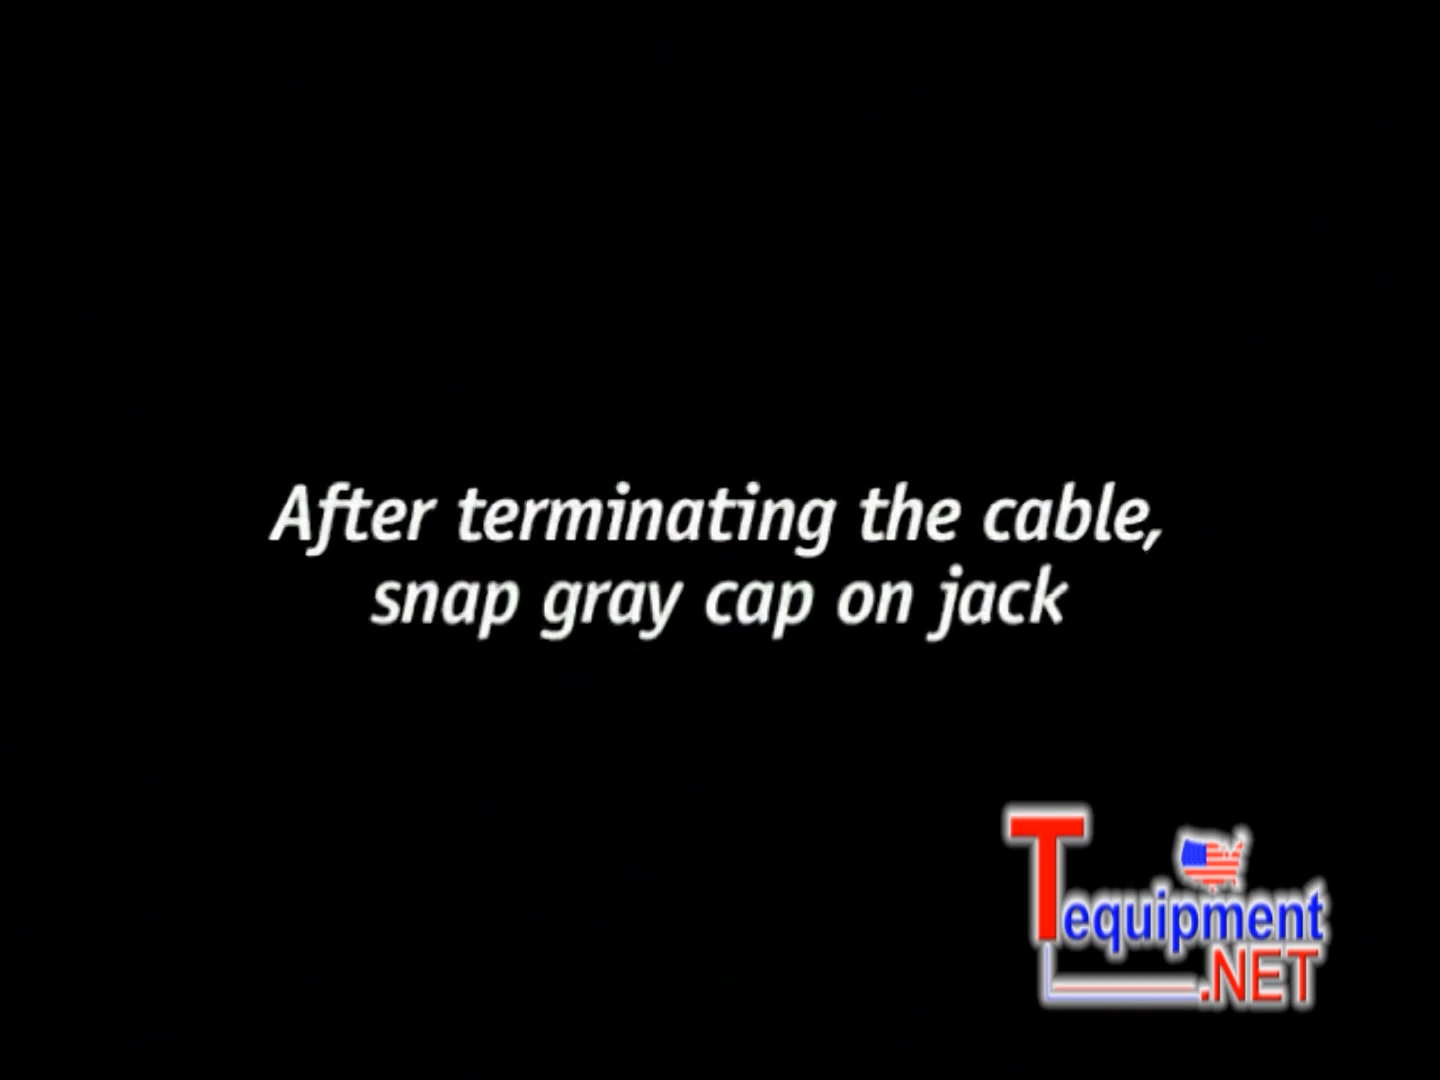 After terminating the cable,
snap gray cap on jack
Tequipment
.NET